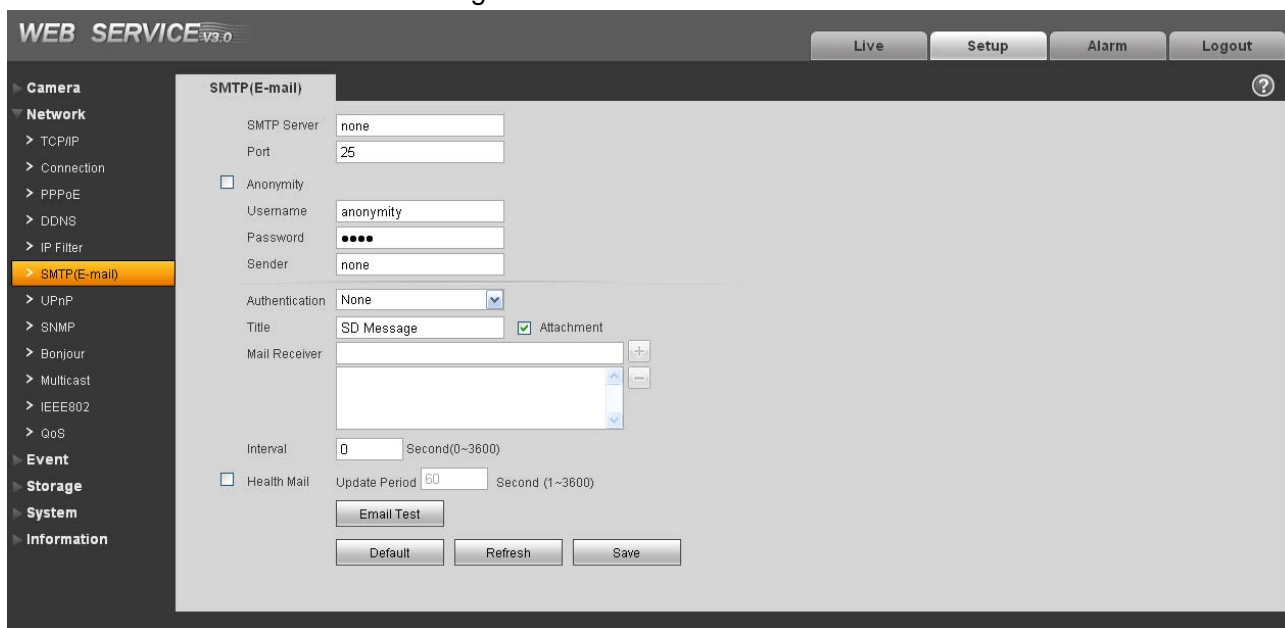 WEB SERVICE V3.0
Live Setup Alarm Logout
Camera
Network
TCP/IP
Connection
PPPoE
DDNS
IP Filter
SMTP(E-mail)
UPnP
SNMP
Bonjour
Multicast
IEEE802
QoS
Event
Storage
System
Information
SMTP(E-mail)
?
SMTP Server none
Port 25
Anonymity
Username anonymity
Password ●●●●
Sender none
Authentication None
Title SD Message Attachment
Mail Receiver
Interval 0 Second(0~3600)
Health Mail Update Period 60 Second (1~3600)
Email Test
Default Refresh Save